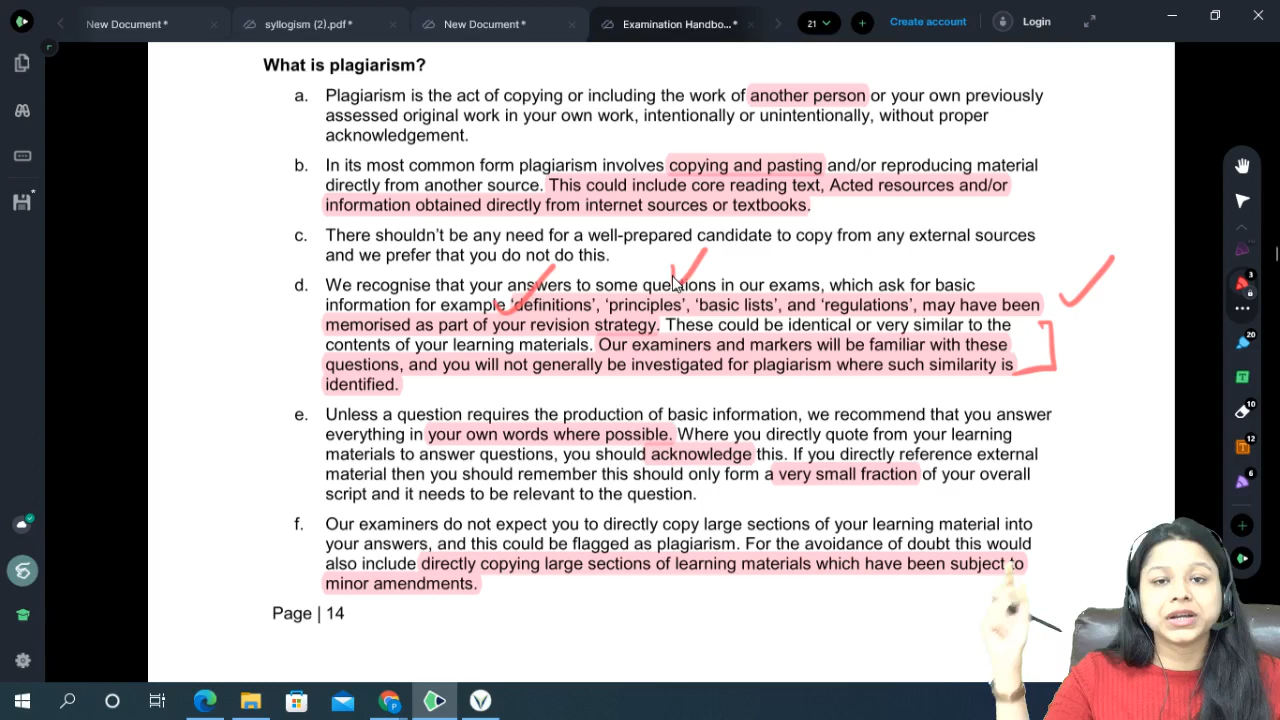 New Document*
syllogism (2).pdf*
New Document*
Examination Handbo...*
21
Create account
Login
What is plagiarism?
a. Plagiarism is the act of copying or including the work of another person or your own previously
assessed original work in your own work, intentionally or unintentionally, without proper
acknowledgement.
b. In its most common form plagiarism involves copying and pasting and/or reproducing material
directly from another source. This could include core reading text, Acted resources and/or
information obtained directly from internet sources or textbooks.
c. There shouldn't be any need for a well-prepared candidate to copy from any external sources
and we prefer that you do not do this.
d. We recognise that your answers to some questions in our exams, which ask for basic
information for example 'definitions', 'principles', 'basic lists', and 'regulations', may have been
memorised as part of your revision strategy. These could be identical or very similar to the
contents of your learning materials. Our examiners and markers will be familiar with these
questions, and you will not generally be investigated for plagiarism where such similarity is
identified.
e. Unless a question requires the production of basic information, we recommend that you answer
everything in your own words where possible. Where you directly quote from your learning
materials to answer questions, you should acknowledge this. If you directly reference external
material then you should remember this should only form a very small fraction of your overall
script and it needs to be relevant to the question.
f. Our examiners do not expect you to directly copy large sections of your learning material into
your answers, and this could be flagged as plagiarism. For the avoidance of doubt this would
also include directly copying large sections of learning materials which have been subject to
minor amendments.
Page | 14
3
20
10
12
6